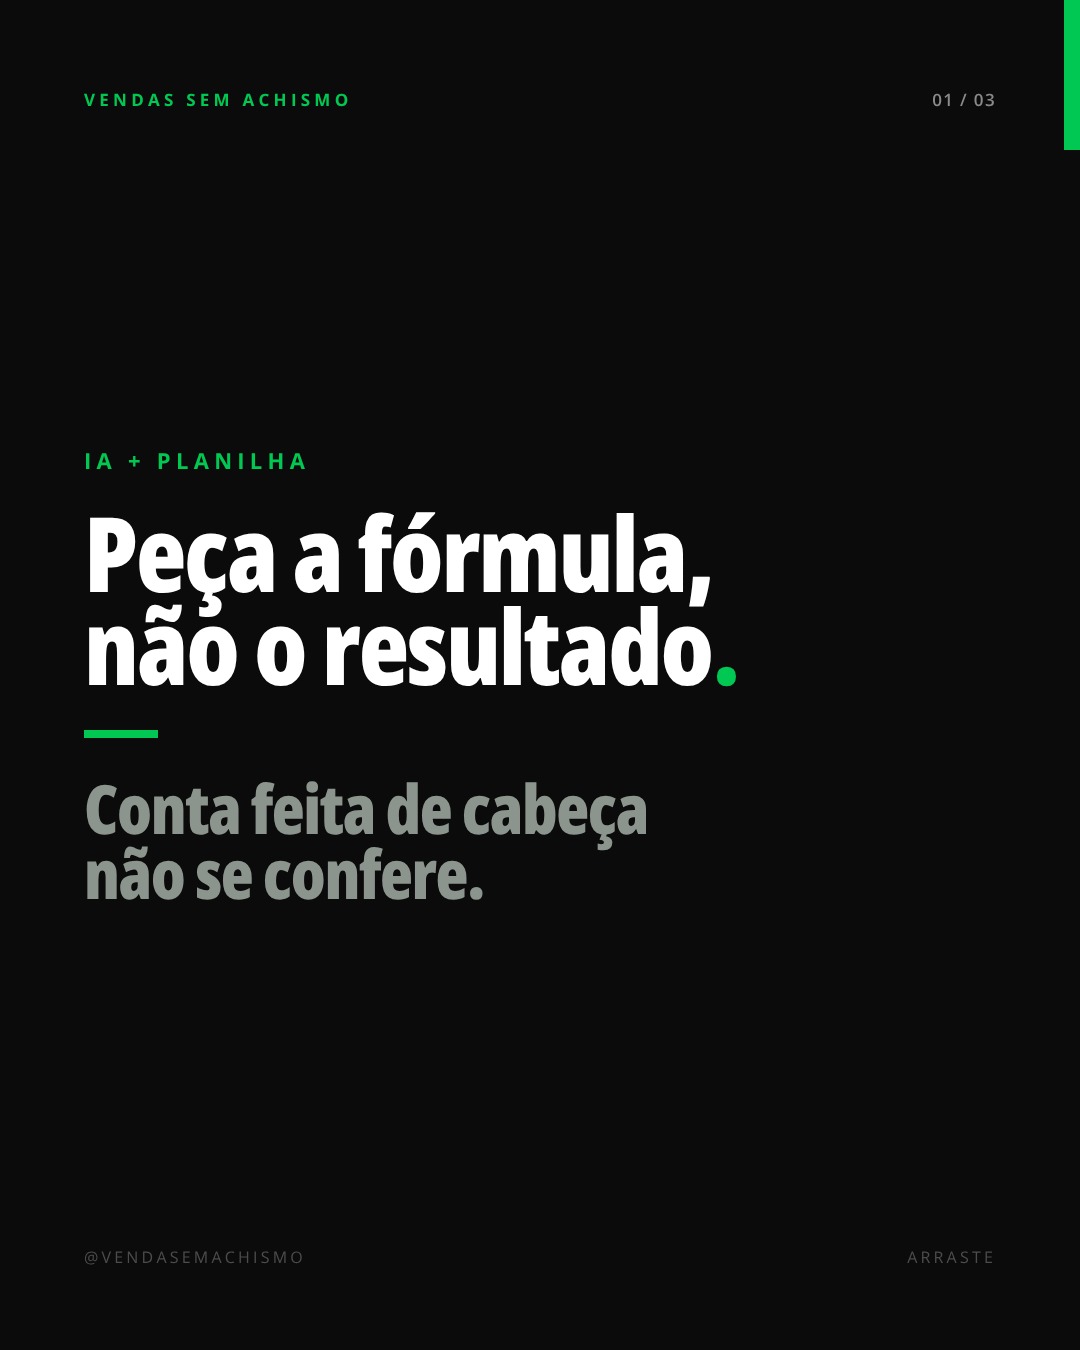 VENDAS SEM ACHISMO
01 / 03
IA + PLANILHA
Peça a fórmula,
não o resultado.
Conta feita de cabeça
não se confere.
@VENDASEMACHISMO
ARRASTE